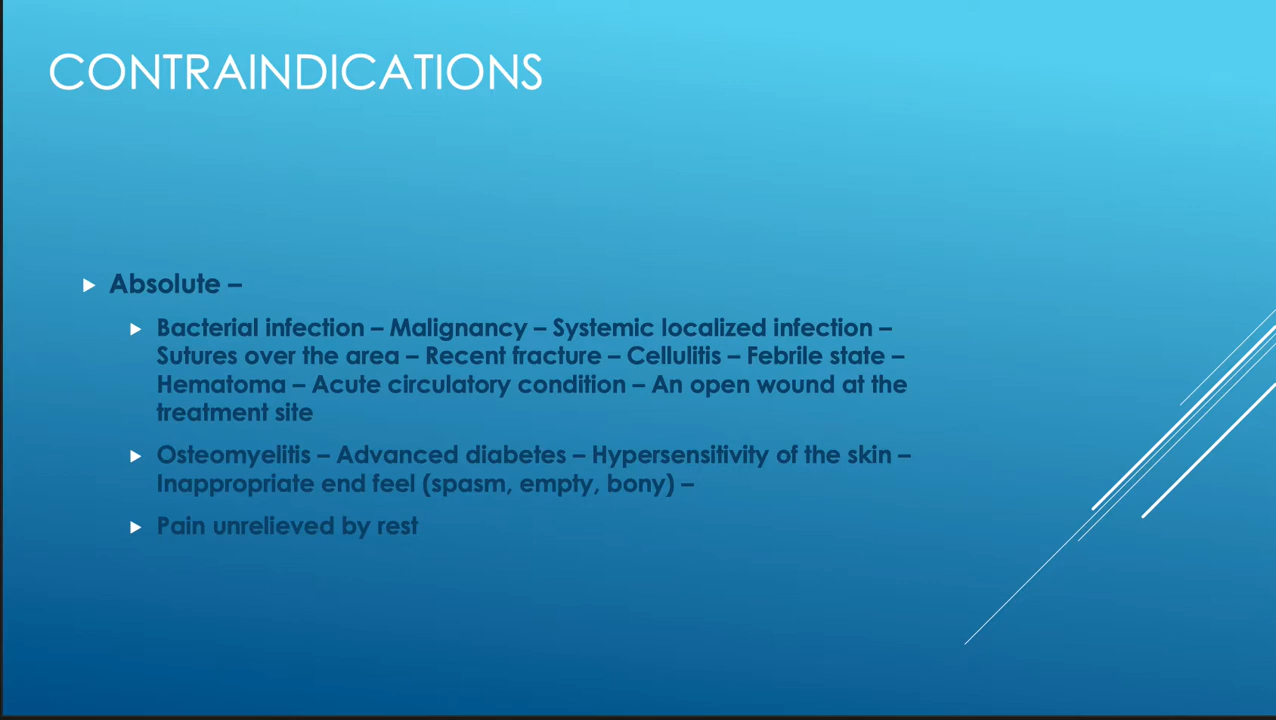 CONTRAINDICATIONS
Absolute –
Bacterial infection – Malignancy – Systemic localized infection –
Sutures over the area – Recent fracture – Cellulitis – Febrile state –
Hematoma – Acute circulatory condition – An open wound at the
treatment site
Osteomyelitis – Advanced diabetes – Hypersensitivity of the skin –
Inappropriate end feel (spasm, empty, bony) –
Pain unrelieved by rest